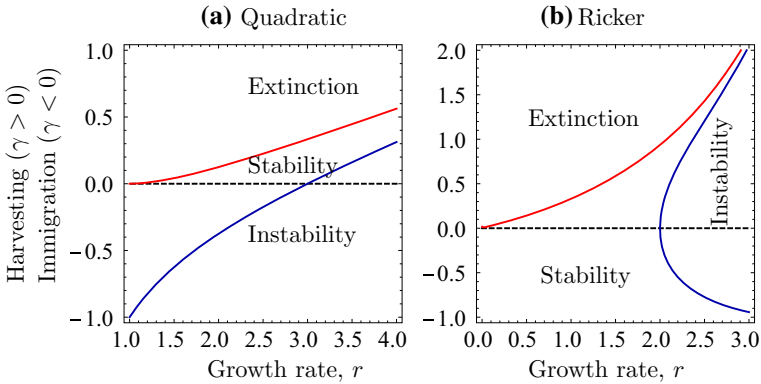 (a) Quadratic
(b) Ricker
Harvesting (γ > 0)
Immigration (γ < 0)
1.0
0.5
0.0
−0.5
−1.0
Extinction
Stability
Instability
1.0 1.5 2.0 2.5 3.0 3.5 4.0
Growth rate, r
2.0
1.5
1.0
0.5
0.0
−0.5
−1.0
Extinction
Instability
Stability
0.0 0.5 1.0 1.5 2.0 2.5 3.0
Growth rate, r